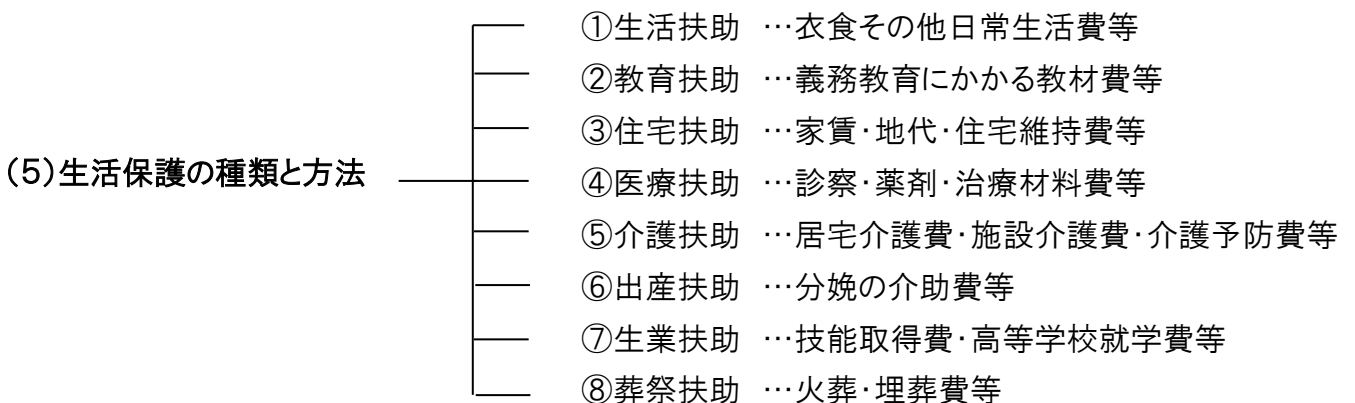 ①生活扶助 …衣食その他日常生活費等
②教育扶助 …義務教育にかかる教材費等
③住宅扶助 …家賃・地代・住宅維持費等
(5)生活保護の種類と方法
④医療扶助 …診察・薬剤・治療材料費等
⑤介護扶助 …居宅介護費・施設介護費・介護予防費等
⑥出産扶助 …分娩の介助費等
⑦生業扶助 …技能取得費・高等学校就学費等
⑧葬祭扶助 …火葬・埋葬費等